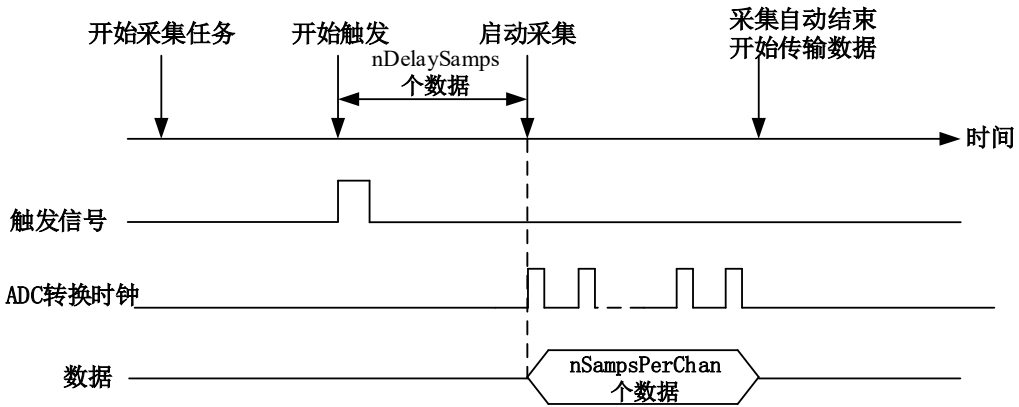 开始采集任务
开始触发
启动采集
采集自动结束
开始传输数据
nDelaySamps
个数据
时间
触发信号
ADC转换时钟
数据
nSampsPerChan
个数据